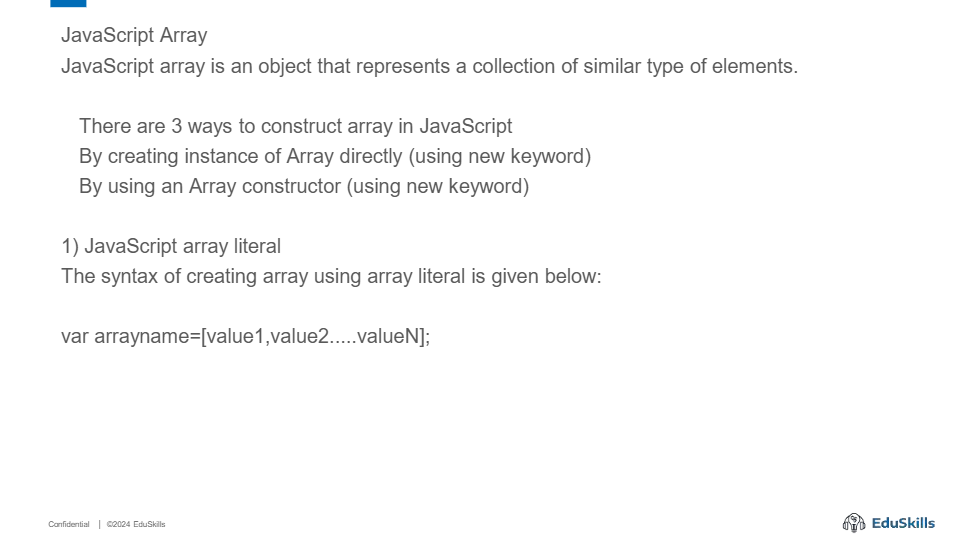 JavaScript Array
JavaScript array is an object that represents a collection of similar type of elements.
There are 3 ways to construct array in JavaScript
By creating instance of Array directly (using new keyword)
By using an Array constructor (using new keyword)
1) JavaScript array literal
The syntax of creating array using array literal is given below:
var arrayname=[value1,value2.....valueN];
Confidential | ©2024 EduSkills
EduSkills